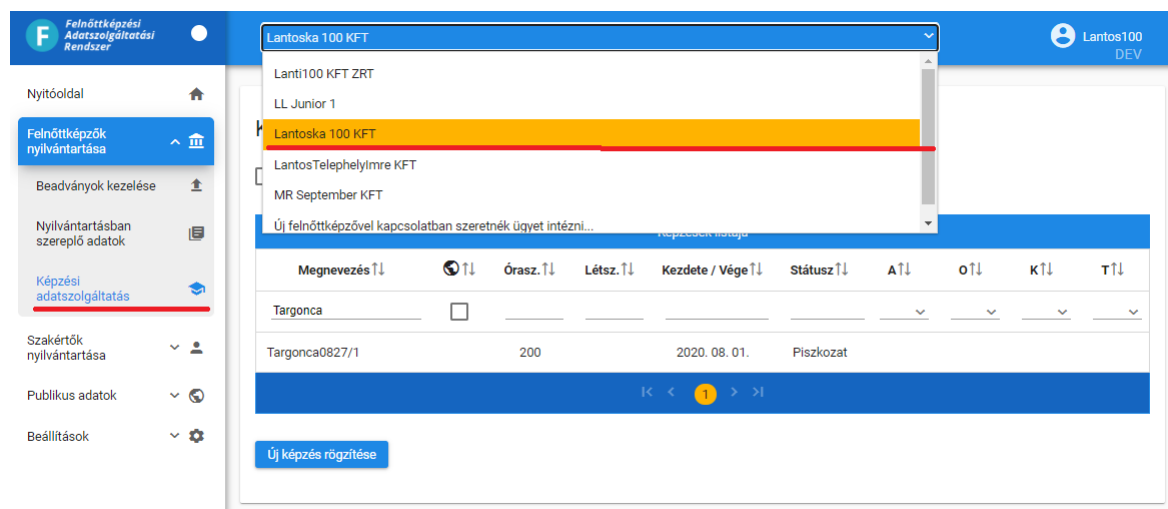 F
Felnőttképzési
Adatszolgáltatási
Rendszer
Lantoska 100 KFT
Lantos100
DEV
Lanti100 KFT ZRT
LL Junior 1
Lantoska 100 KFT
LantosTelephelyImre KFT
MR September KFT
Új felnőttképzővel kapcsolatban szeretnék ügyet intézni...
Nyitóoldal
Felnőttképzők
nyilvántartása
Beadványok kezelése
Nyilvántartásban
szereplő adatok
Képzési
adatszolgáltatás
Szakértők
nyilvántartása
Publikus adatok
Beállítások
K
Képzések listája
Megnevezés↑↓ ↑↓ Órasz.↑↓ Létsz.↑↓ Kezdete / Vége↑↓ Státusz↑↓ A↑↓ O↑↓ K↑↓ T↑↓
Targonca
Targonca0827/1 200 2020. 08. 01. Piszkozat
1
Új képzés rögzítése